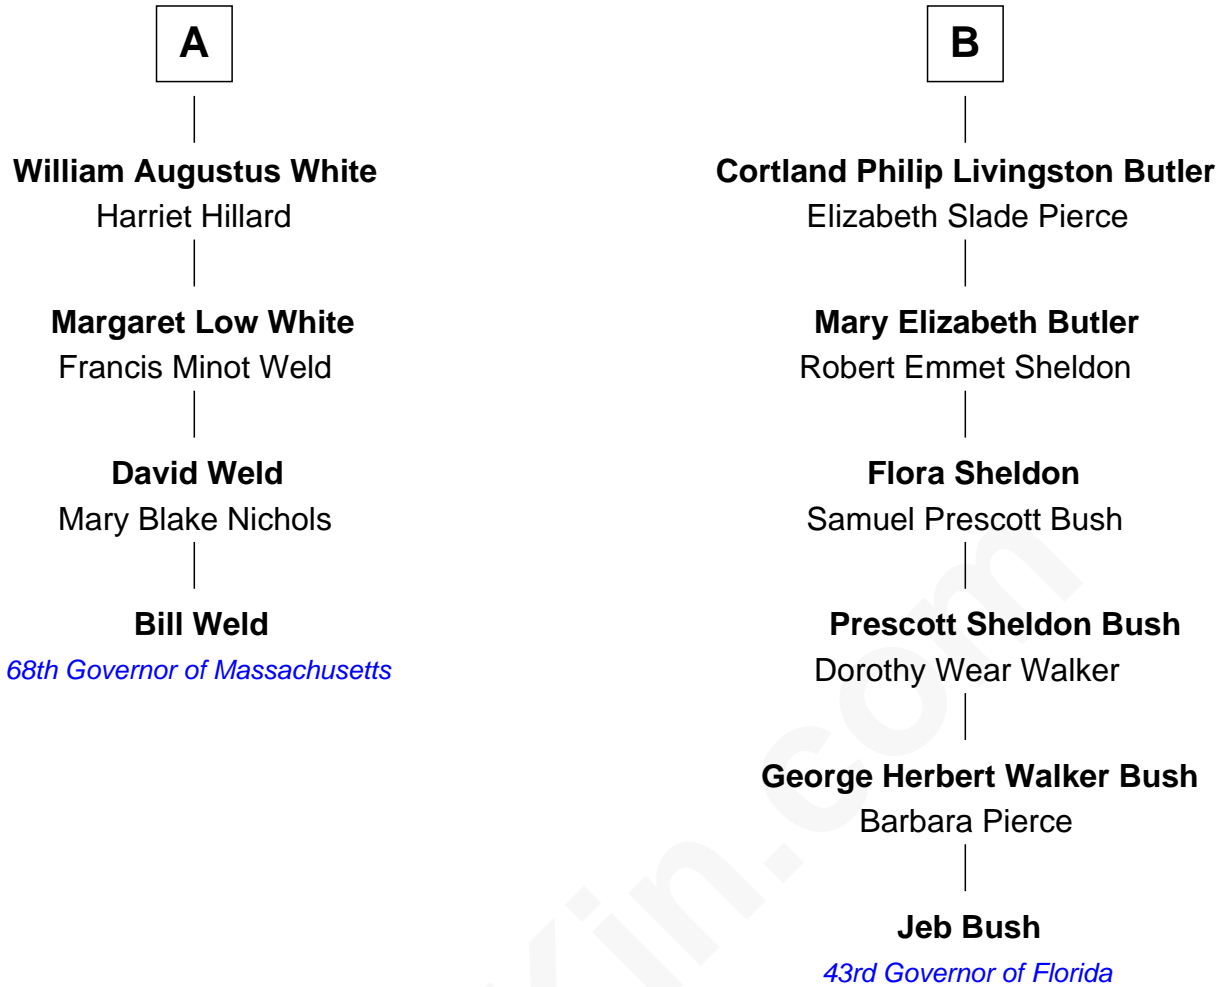 A
William Augustus White
Harriet Hillard
Margaret Low White
Francis Minot Weld
David Weld
Mary Blake Nichols
Bill Weld
68th Governor of Massachusetts
B
Cortland Philip Livingston Butler
Elizabeth Slade Pierce
Mary Elizabeth Butler
Robert Emmet Sheldon
Flora Sheldon
Samuel Prescott Bush
Prescott Sheldon Bush
Dorothy Wear Walker
George Herbert Walker Bush
Barbara Pierce
Jeb Bush
43rd Governor of Florida
Kin.com